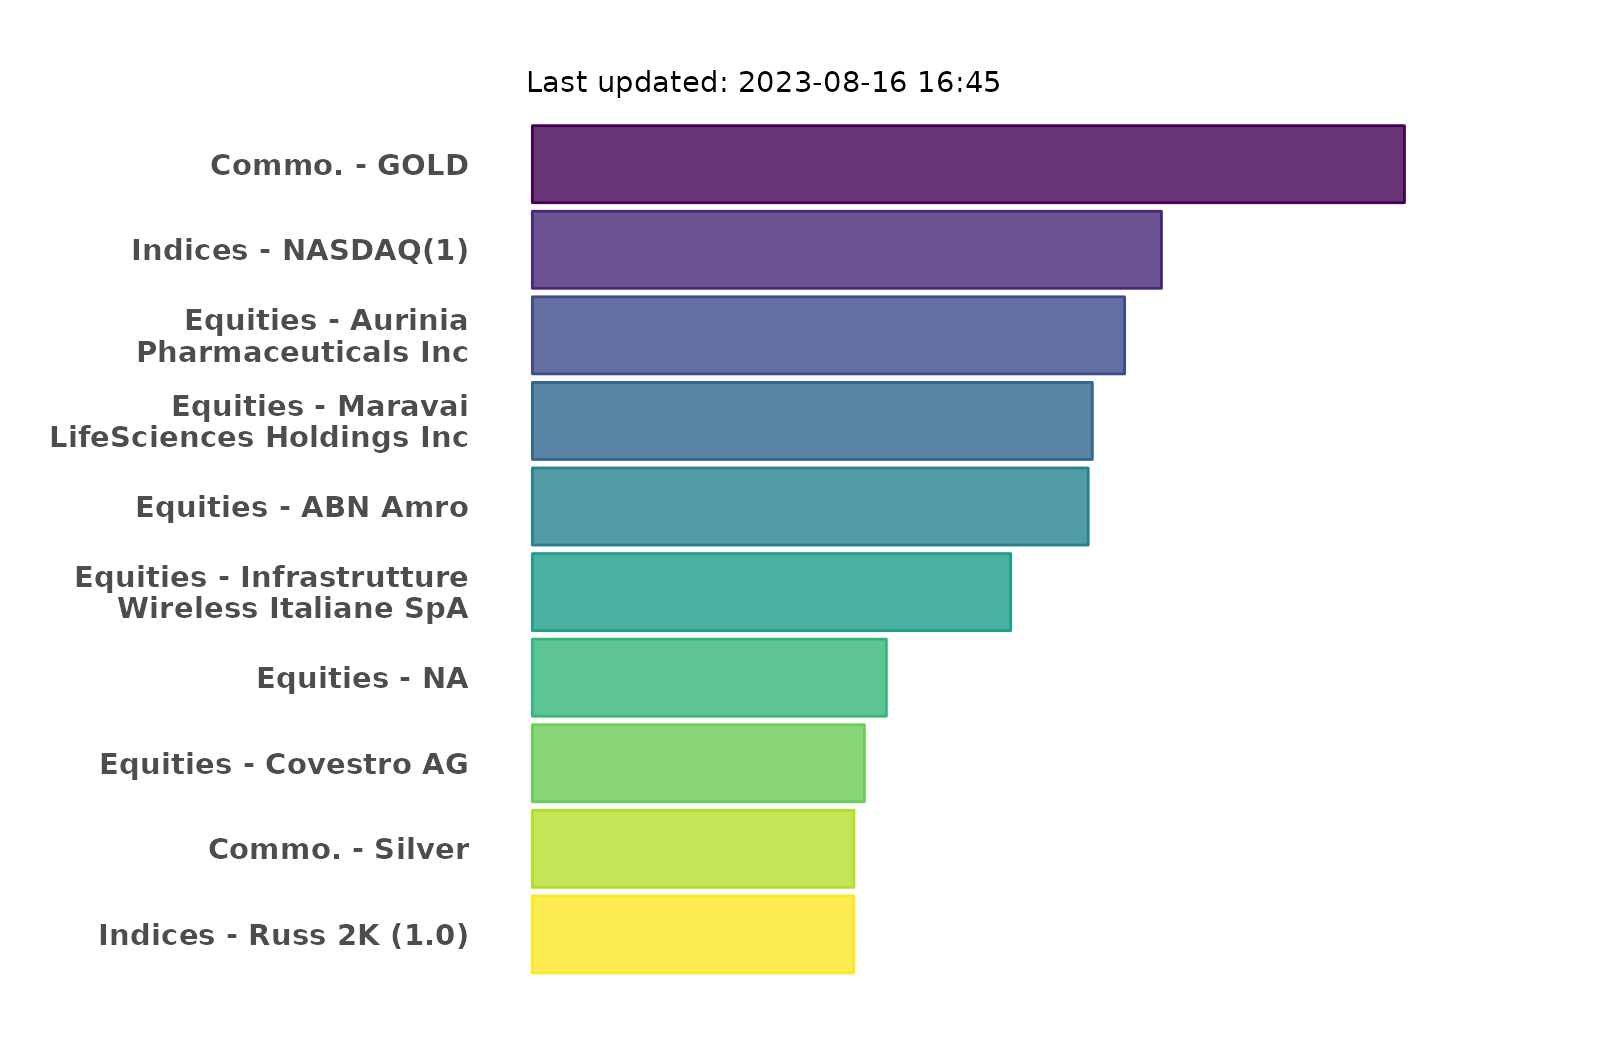 Last updated: 2023-08-16 16:45
Commo. - GOLD
Indices - NASDAQ(1)
Equities - Aurinia
Pharmaceuticals Inc
Equities - Maravai
LifeSciences Holdings Inc
Equities - ABN Amro
Equities - Infrastrutture
Wireless Italiane SpA
Equities - NA
Equities - Covestro AG
Commo. - Silver
Indices - Russ 2K (1.0)